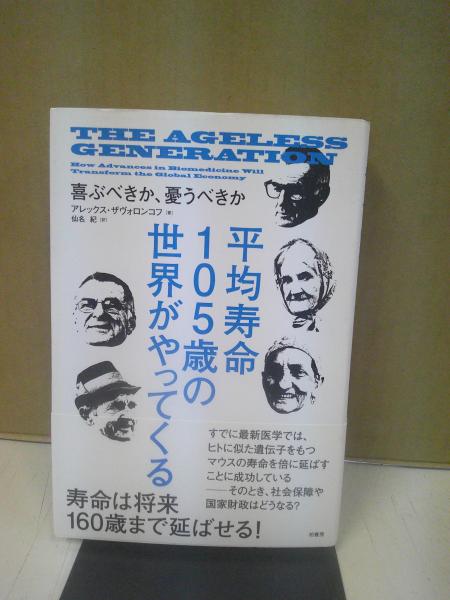 THE AGELESS
GENERATION
How Advances in Biomedicine Will
Transform the Global Economy
喜ぶべきか、憂うべきか
アレックス・ザヴォロンコフ 著
仙名 紀 訳
平均寿命
105歳の
世界がやってくる
すでに最新医学では、
ヒトに似た遺伝子をもつ
マウスの寿命を倍に延ばす
ことに成功している
――そのとき、社会保障や
国家財政はどうなる?
寿命は将来
160歳まで延ばせる!
柏書房